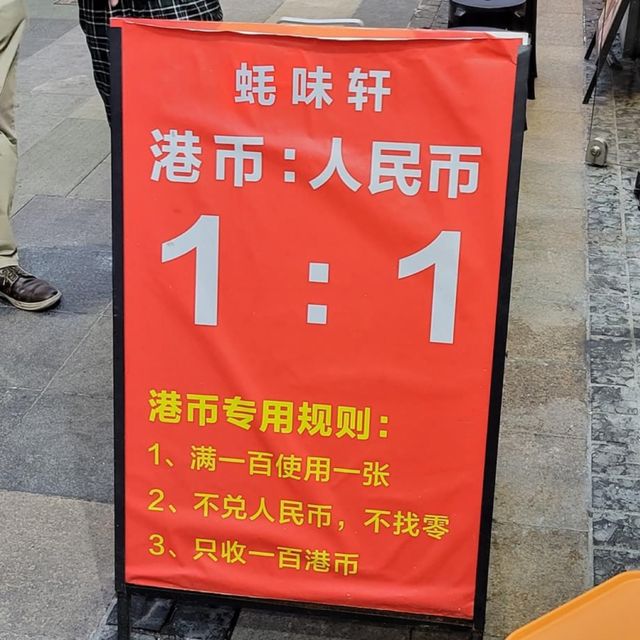 蚝味轩
港币：人民币
1：1
港币专用规则：
1、满一百使用一张
2、不兑人民币，不找零
3、只收一百港币